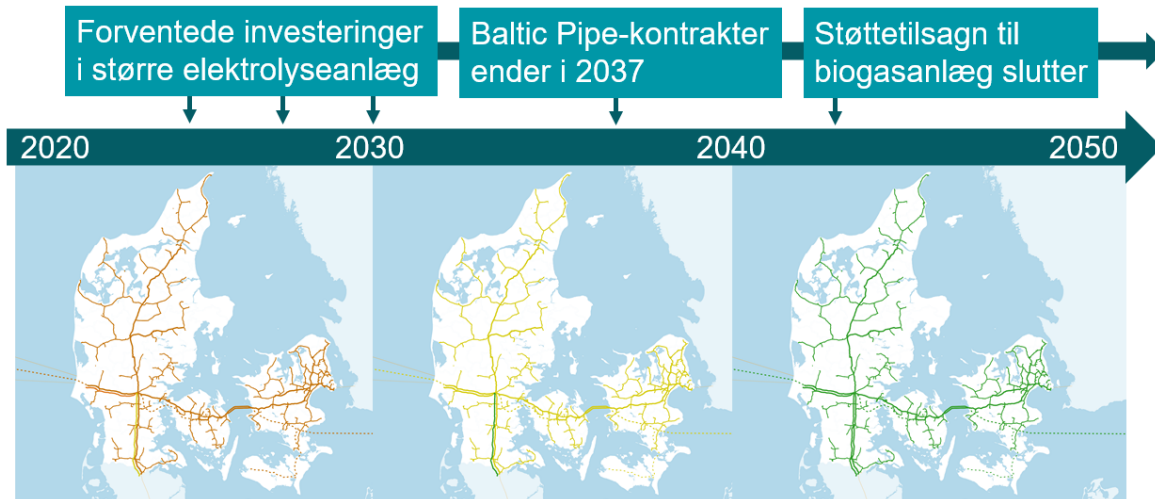 Forventede investeringer
i større elektrolyseanlæg
Baltic Pipe-kontrakter
ender i 2037
Støttetilsagn til
biogasanlæg slutter
2020
2030
2040
2050